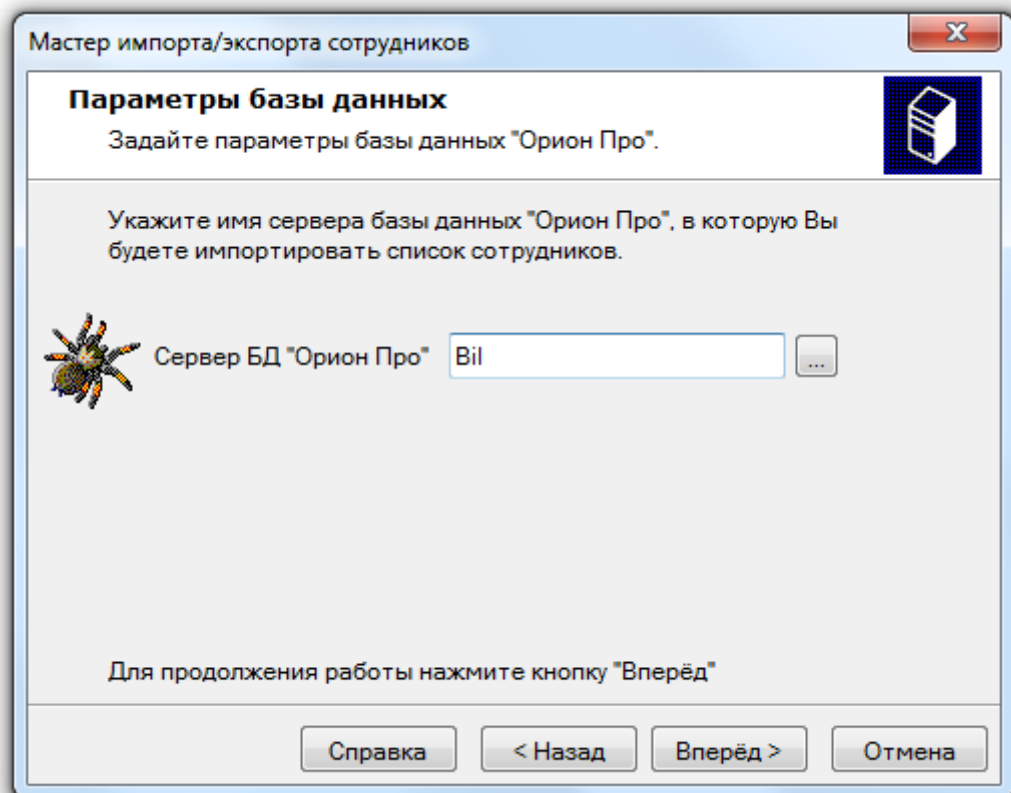 Мастер импорта/экспорта сотрудников
Параметры базы данных
Задайте параметры базы данных "Орион Про".
Укажите имя сервера базы данных "Орион Про", в которую Вы
будете импортировать список сотрудников.
Сервер БД "Орион Про" Bil ...
Для продолжения работы нажмите кнопку "Вперёд"
Справка < Назад Вперёд > Отмена